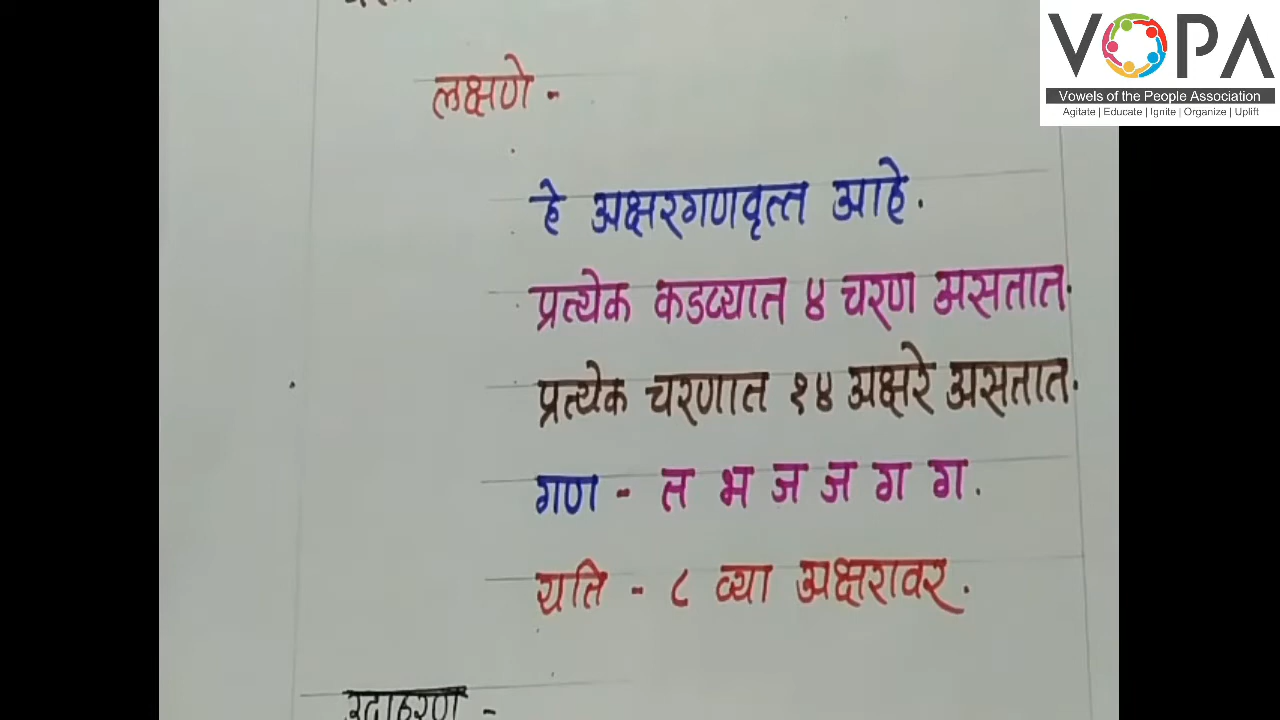 VOPA
Vowels of the People Association
Agitate | Educate | Ignite | Organize | Uplift
लक्षणे -
हे अक्षरगणवृत्त आहे.
प्रत्येक कडव्यात ४ चरण असतात.
प्रत्येक चरणात १४ अक्षरे असतात.
गण - त भ ज ज ग ग.
यति - ८ व्या अक्षरावर.
उदाहरण -